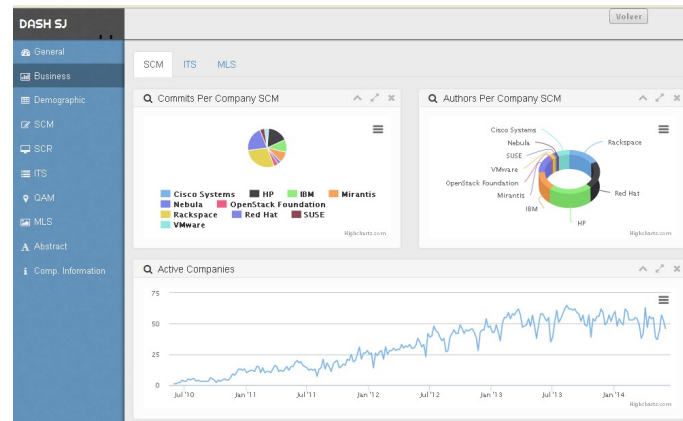 DASH SJ
Volver
General
Business
Demographic
SCM
SCR
ITS
QAM
MLS
Abstract
Comp. Information
SCM ITS MLS
Commits Per Company SCM
Cisco Systems HP IBM Mirantis
Nebula OpenStack Foundation
Rackspace Red Hat SUSE
VMware
Highcharts.com
Authors Per Company SCM
Cisco Systems
Nebula
SUSE
VMware
OpenStack Foundation
Mirantis
IBM
HP
Red Hat
Rackspace
Highcharts.com
Active Companies
75
50
25
0
Jul '10 Jan '11 Jul '11 Jan '12 Jul '12 Jan '13 Jul '13 Jan '14
Highcharts.com